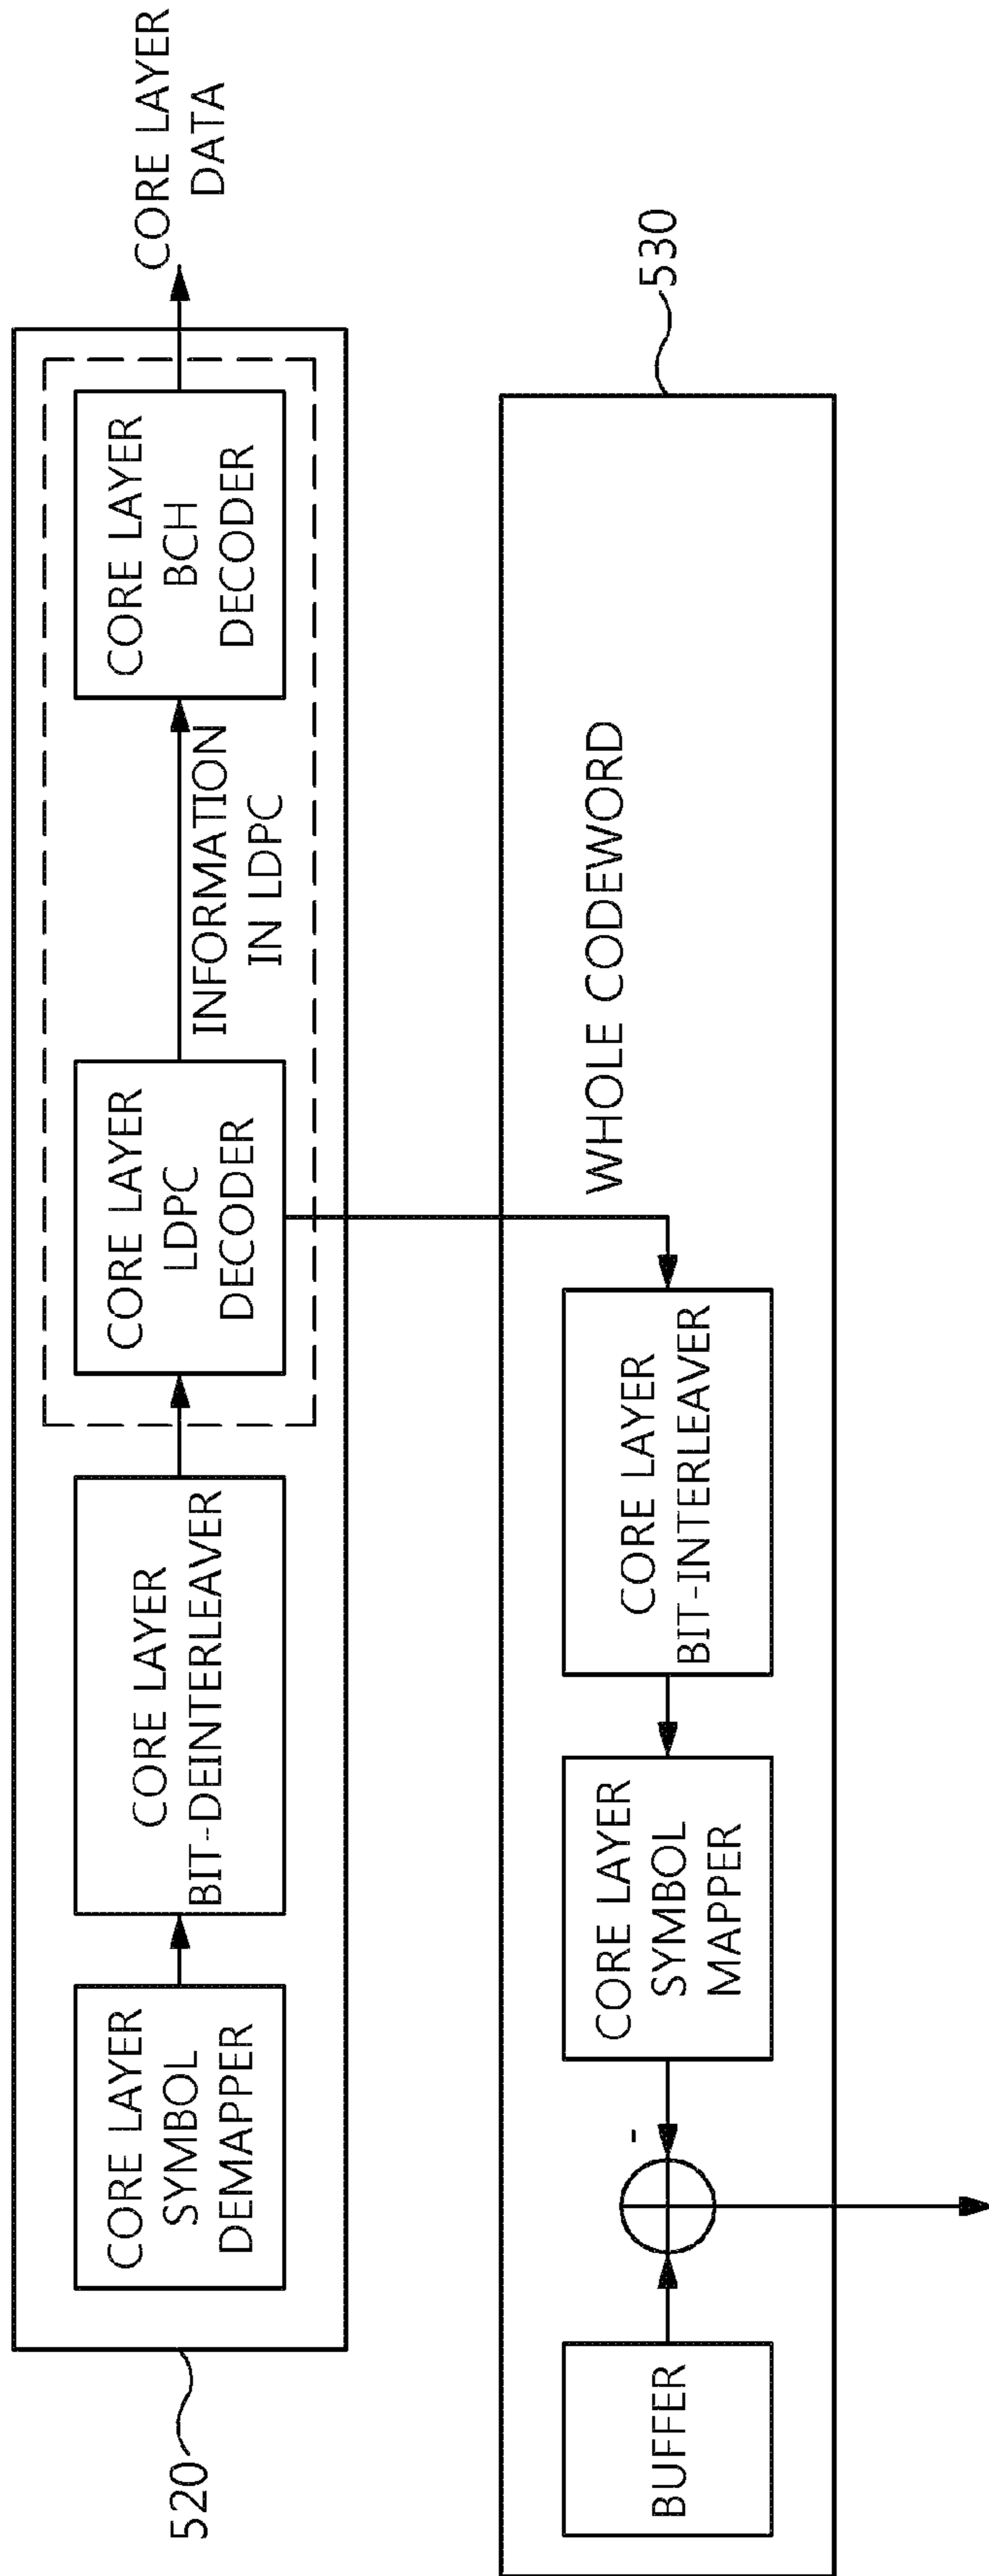 520
CORE LAYER
SYMBOL
DEMAPPER
CORE LAYER
BIT-DEINTERLEAVER
CORE LAYER
LDPC
DECODER
INFORMATION
IN LDPC
CORE LAYER
BCH
DECODER
CORE LAYER
DATA
BUFFER
-
CORE LAYER
SYMBOL
MAPPER
CORE LAYER
BIT-INTERLEAVER
WHOLE CODEWORD
530